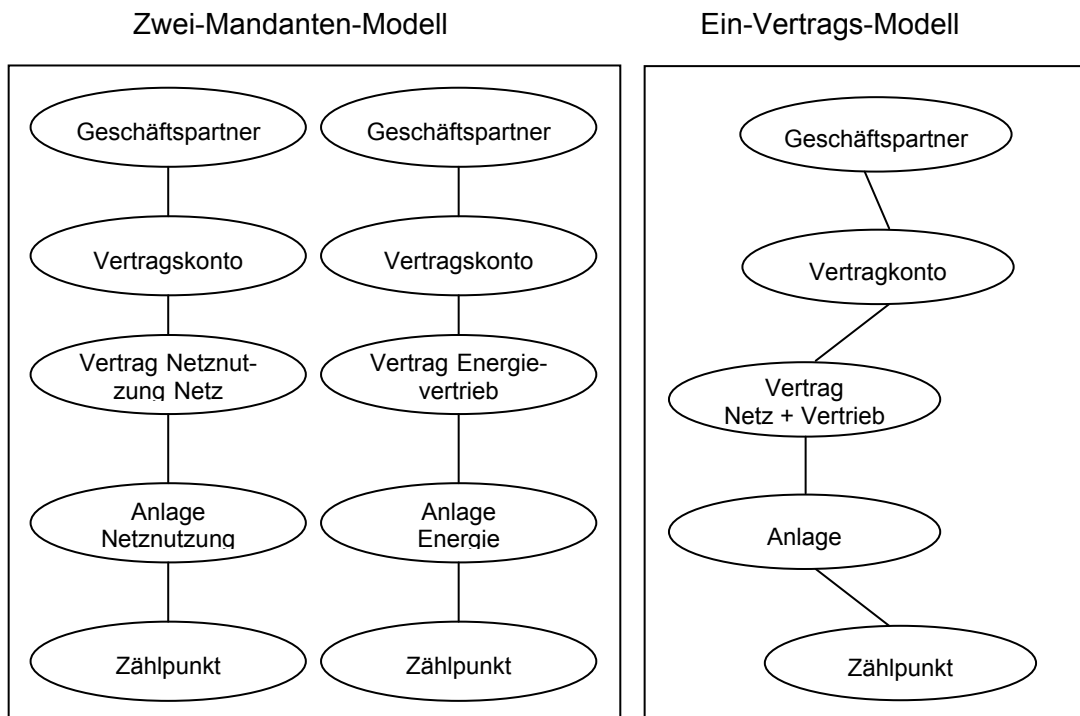 Zwei-Mandanten-Modell
Geschäftspartner
Vertragskonto
Vertrag Netznut-
zung Netz
Anlage
Netznutzung
Zählpunkt
Geschäftspartner
Vertragskonto
Vertrag Energie-
vertrieb
Anlage
Energie
Zählpunkt
Ein-Vertrags-Modell
Geschäftspartner
Vertragkonto
Vertrag
Netz + Vertrieb
Anlage
Zählpunkt